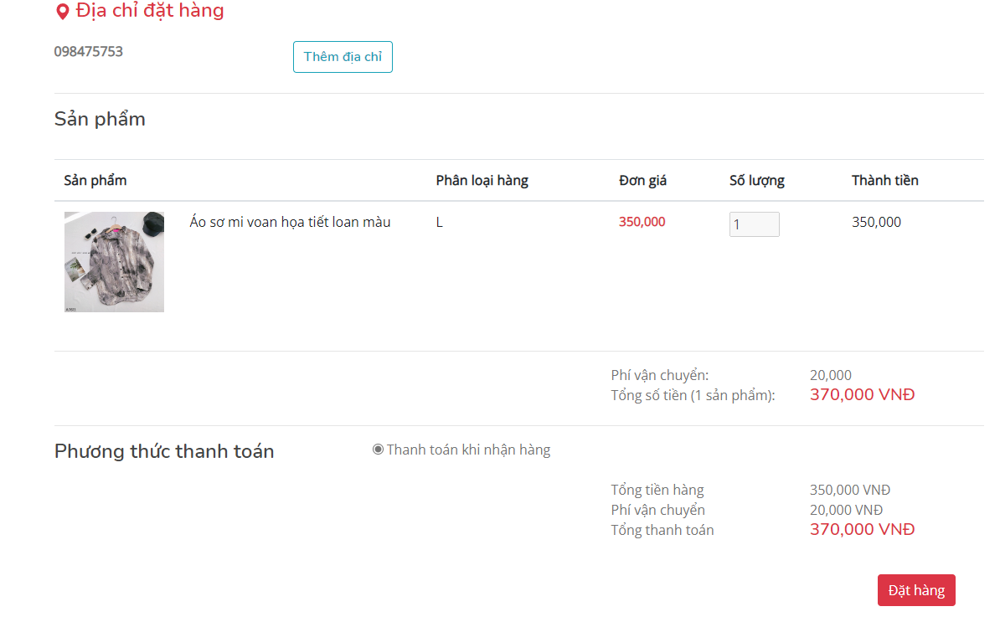 Địa chỉ đặt hàng
098475753
Thêm địa chỉ
Sản phẩm
Sản phẩm Phân loại hàng Đơn giá Số lượng Thành tiền
Áo sơ mi voan họa tiết loan màu L 350,000 1 350,000
Phí vận chuyển: 20,000
Tổng số tiền (1 sản phẩm): 370,000 VNĐ
Phương thức thanh toán Thanh toán khi nhận hàng
Tổng tiền hàng 350,000 VNĐ
Phí vận chuyển 20,000 VNĐ
Tổng thanh toán 370,000 VNĐ
Đặt hàng